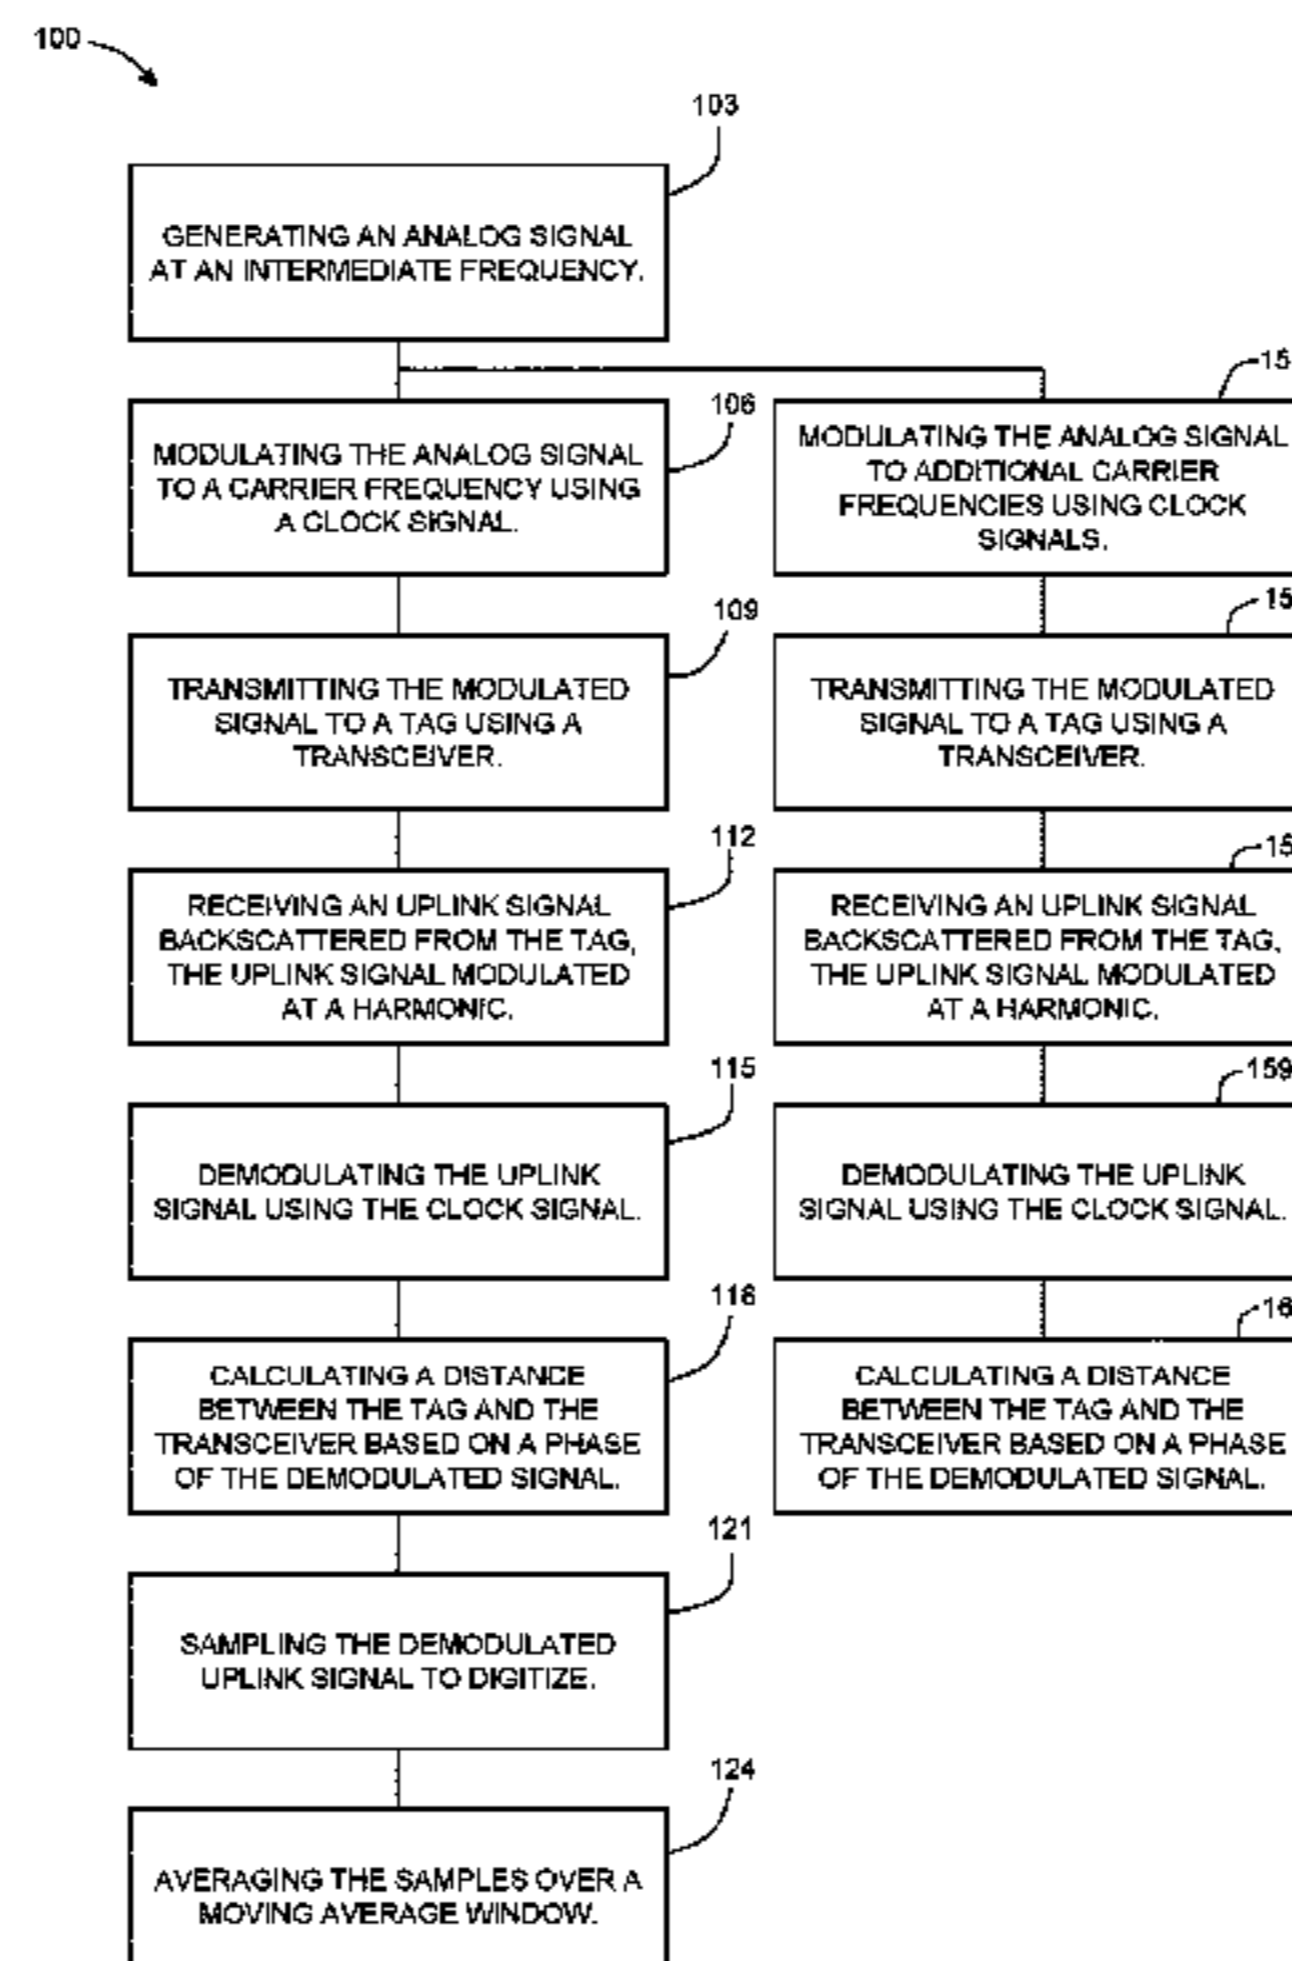 100
103
GENERATING AN ANALOG SIGNAL
AT AN INTERMEDIATE FREQUENCY.
106
MODULATING THE ANALOG SIGNAL
TO A CARRIER FREQUENCY USING
A CLOCK SIGNAL.
109
TRANSMITTING THE MODULATED
SIGNAL TO A TAG USING A
TRANSCEIVER.
112
RECEIVING AN UPLINK SIGNAL
BACKSCATTERED FROM THE TAG,
THE UPLINK SIGNAL MODULATED
AT A HARMONIC.
115
DEMODULATING THE UPLINK
SIGNAL USING THE CLOCK SIGNAL.
118
CALCULATING A DISTANCE
BETWEEN THE TAG AND THE
TRANSCEIVER BASED ON A PHASE
OF THE DEMODULATED SIGNAL.
121
SAMPLING THE DEMODULATED
UPLINK SIGNAL TO DIGITIZE.
124
AVERAGING THE SAMPLES OVER A
MOVING AVERAGE WINDOW.
MODULATING THE ANALOG SIGNAL
TO ADDITIONAL CARRIER
FREQUENCIES USING CLOCK
SIGNALS.
TRANSMITTING THE MODULATED
SIGNAL TO A TAG USING A
TRANSCEIVER.
RECEIVING AN UPLINK SIGNAL
BACKSCATTERED FROM THE TAG,
THE UPLINK SIGNAL MODULATED
AT A HARMONIC.
159
DEMODULATING THE UPLINK
SIGNAL USING THE CLOCK SIGNAL.
CALCULATING A DISTANCE
BETWEEN THE TAG AND THE
TRANSCEIVER BASED ON A PHASE
OF THE DEMODULATED SIGNAL.